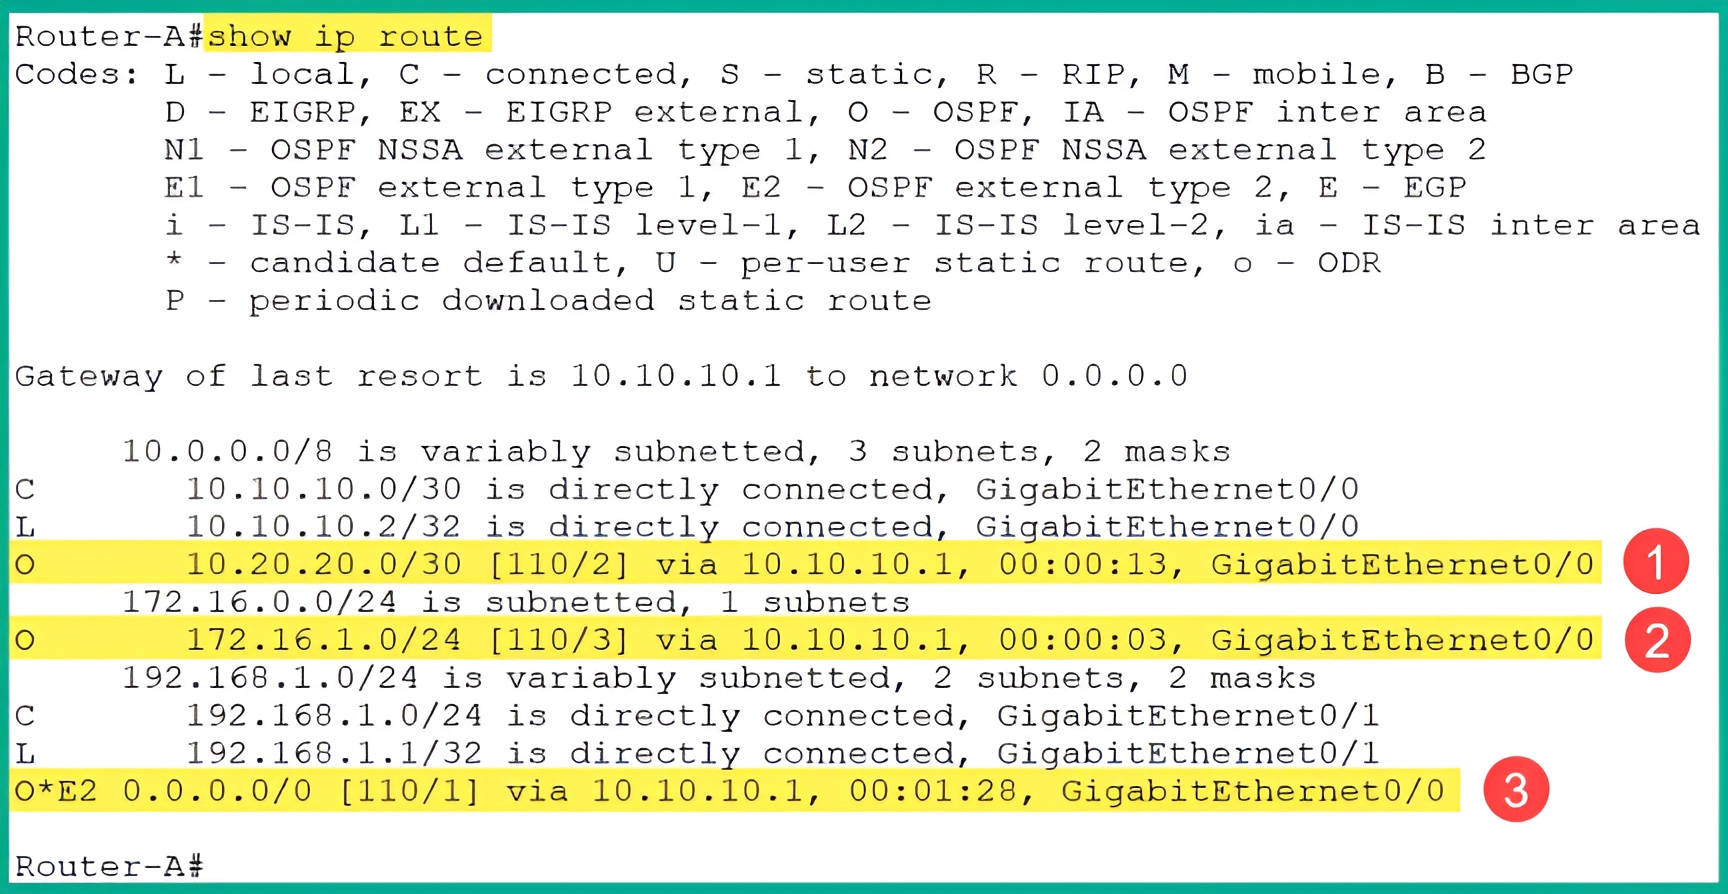 Router-A#show ip route
Codes: L - local, C - connected, S - static, R - RIP, M - mobile, B - BGP
D - EIGRP, EX - EIGRP external, O - OSPF, IA - OSPF inter area
N1 - OSPF NSSA external type 1, N2 - OSPF NSSA external type 2
E1 - OSPF external type 1, E2 - OSPF external type 2, E - EGP
i - IS-IS, L1 - IS-IS level-1, L2 - IS-IS level-2, ia - IS-IS inter area
* - candidate default, U - per-user static route, o - ODR
P - periodic downloaded static route
Gateway of last resort is 10.10.10.1 to network 0.0.0.0
10.0.0.0/8 is variably subnetted, 3 subnets, 2 masks
C 10.10.10.0/30 is directly connected, GigabitEthernet0/0
L 10.10.10.2/32 is directly connected, GigabitEthernet0/0
O 10.20.20.0/30 [110/2] via 10.10.10.1, 00:00:13, GigabitEthernet0/0 1
172.16.0.0/24 is subnetted, 1 subnets
O 172.16.1.0/24 [110/3] via 10.10.10.1, 00:00:03, GigabitEthernet0/0 2
192.168.1.0/24 is variably subnetted, 2 subnets, 2 masks
C 192.168.1.0/24 is directly connected, GigabitEthernet0/1
L 192.168.1.1/32 is directly connected, GigabitEthernet0/1
O*E2 0.0.0.0/0 [110/1] via 10.10.10.1, 00:01:28, GigabitEthernet0/0 3
Router-A#